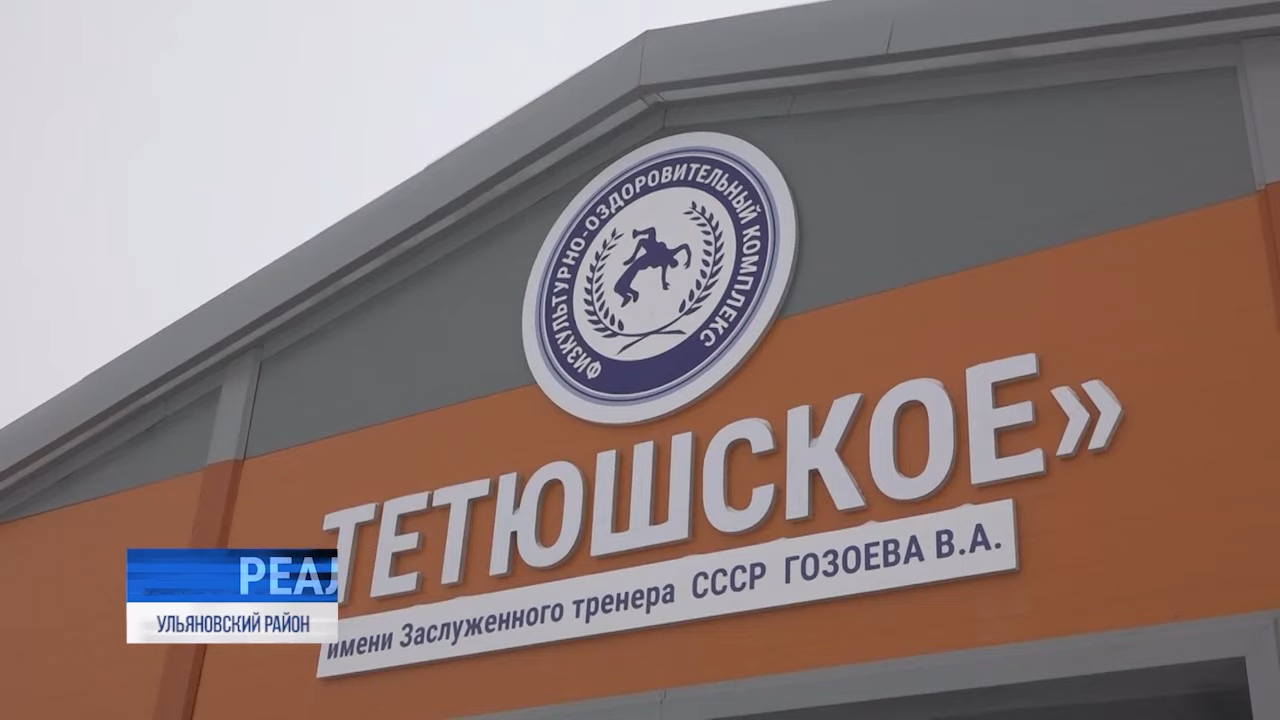 ФИЗКУЛЬТУРНО-ОЗДОРОВИТЕЛЬНЫЙ КОМПЛЕКС
ТЕТЮШСКОЕ»
имени Заслуженного тренера СССР ГОЗОЕВА В.А.
РЕАЛ
УЛЬЯНОВСКИЙ РАЙОН